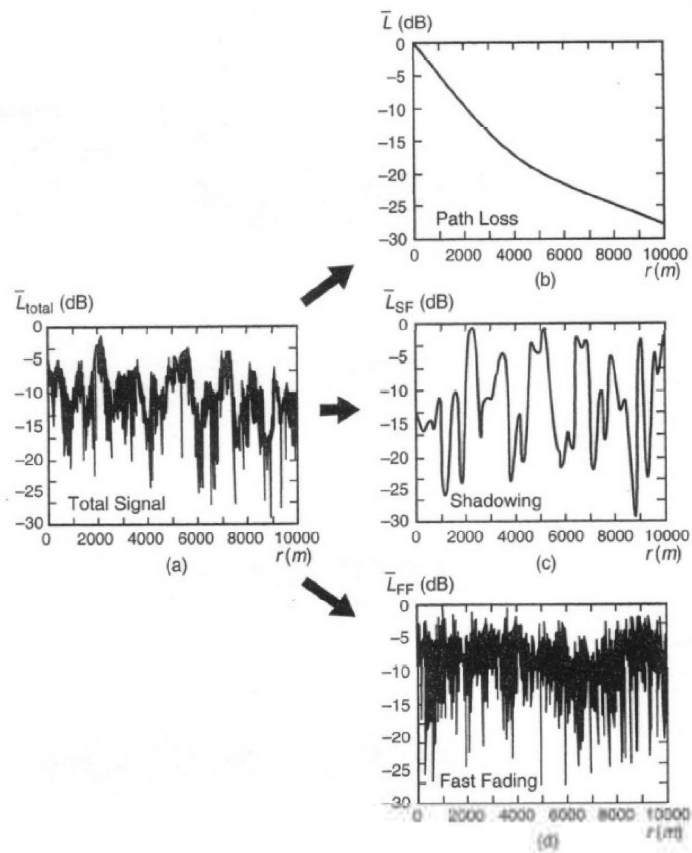 L̅ (dB)
0
−5
−10
−15
−20
−25
−30
Path Loss
0 2000 4000 6000 8000 10000
r (m)
(b)
L̅total (dB)
0
−5
−10
−15
−20
−25
−30
Total Signal
0 2000 4000 6000 8000 10000
r (m)
(a)
L̅SF (dB)
0
−5
−10
−15
−20
−25
−30
Shadowing
0 2000 4000 6000 8000 10000
r (m)
(c)
L̅FF (dB)
0
−5
−10
−15
−20
−25
−30
Fast Fading
0 2000 4000 6000 8000 10000
r (m)
(d)